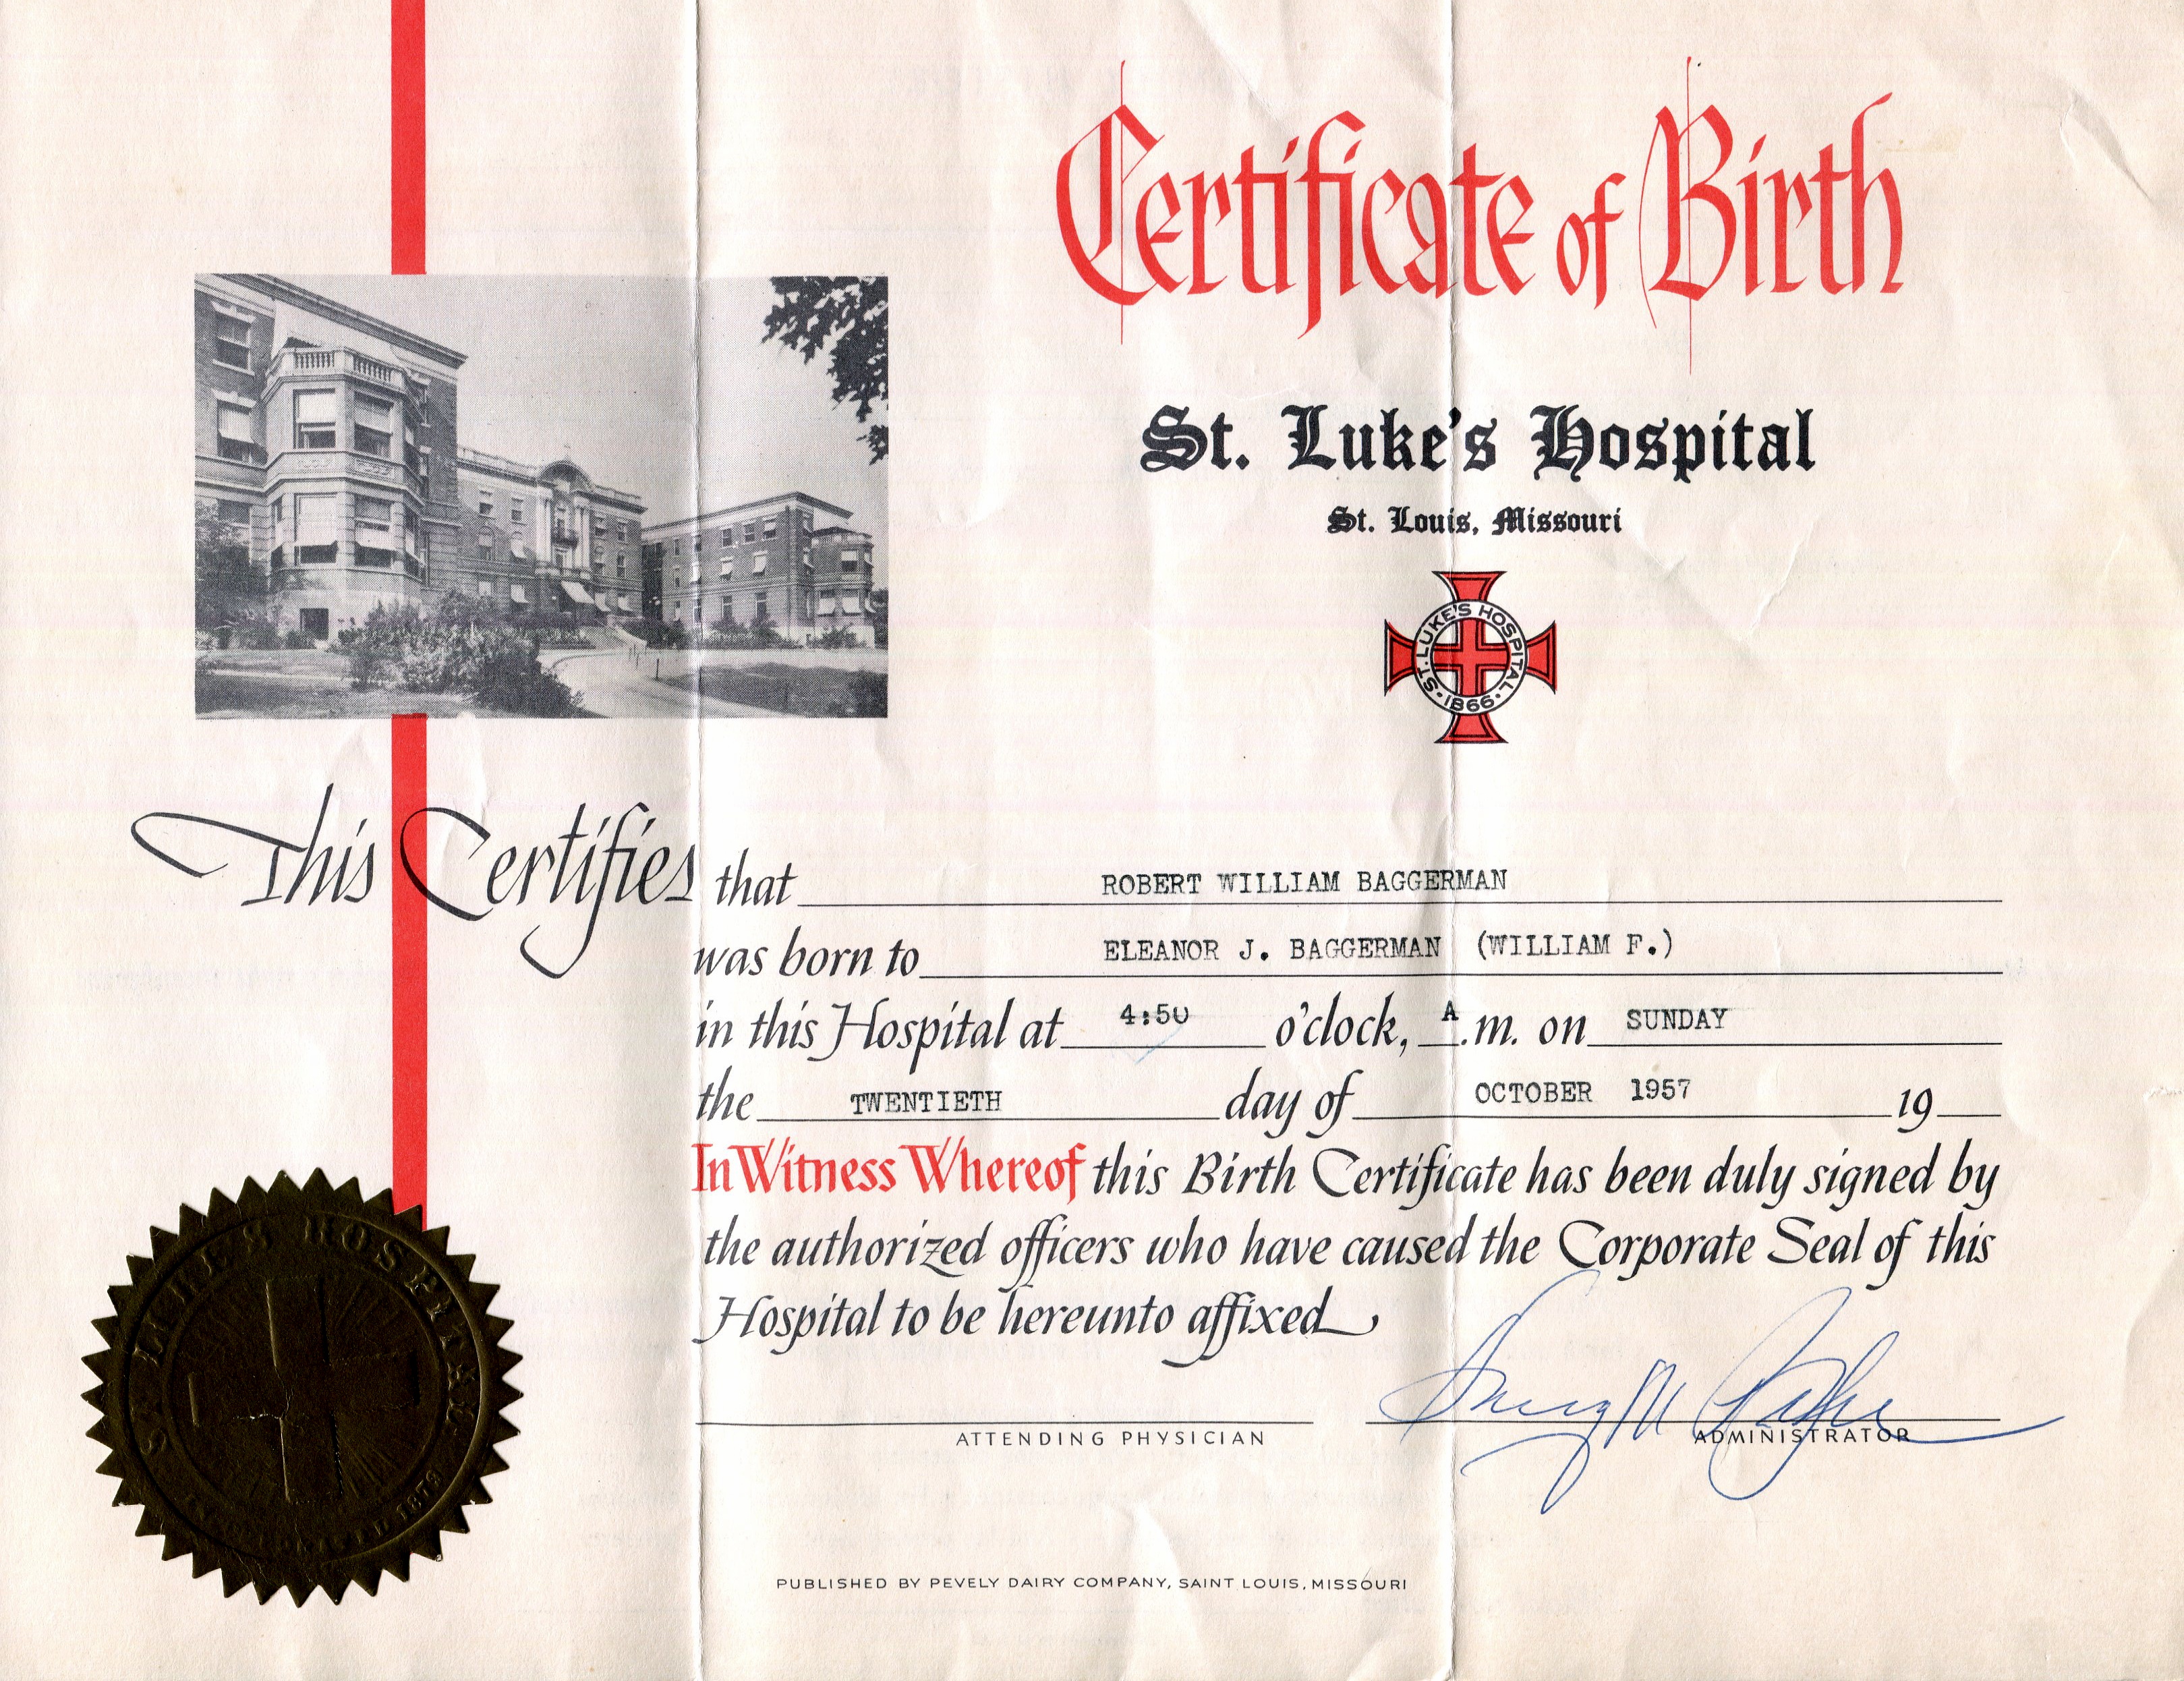 Certificate of Birth
St. Luke's Hospital
St. Louis, Missouri
ST. LUKE'S HOSPITAL
1866
This Certifies that ROBERT WILLIAM BAGGERMAN
was born to ELEANOR J. BAGGERMAN (WILLIAM F.)
in this Hospital at 4:50 o'clock, A.m. on SUNDAY
the TWENTIETH day of OCTOBER 1957 19
In Witness Whereof this Birth Certificate has been duly signed by
the authorized officers who have caused the Corporate Seal of this
Hospital to be hereunto affixed
ST. LUKE'S HOSPITAL
1879
ATTENDING PHYSICIAN
ADMINISTRATOR
PUBLISHED BY PEVELY DAIRY COMPANY, SAINT LOUIS, MISSOURI